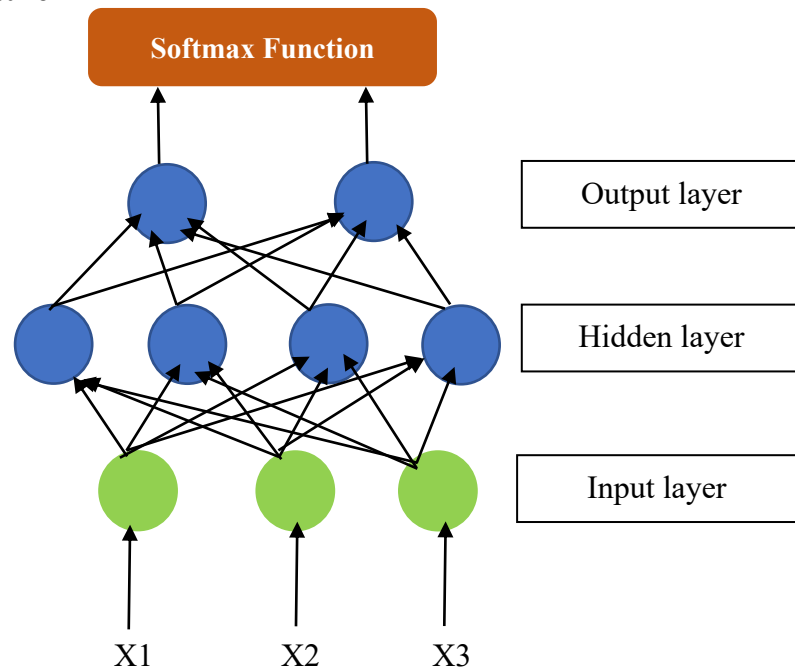 Softmax Function
Output layer
Hidden layer
Input layer
X1 X2 X3